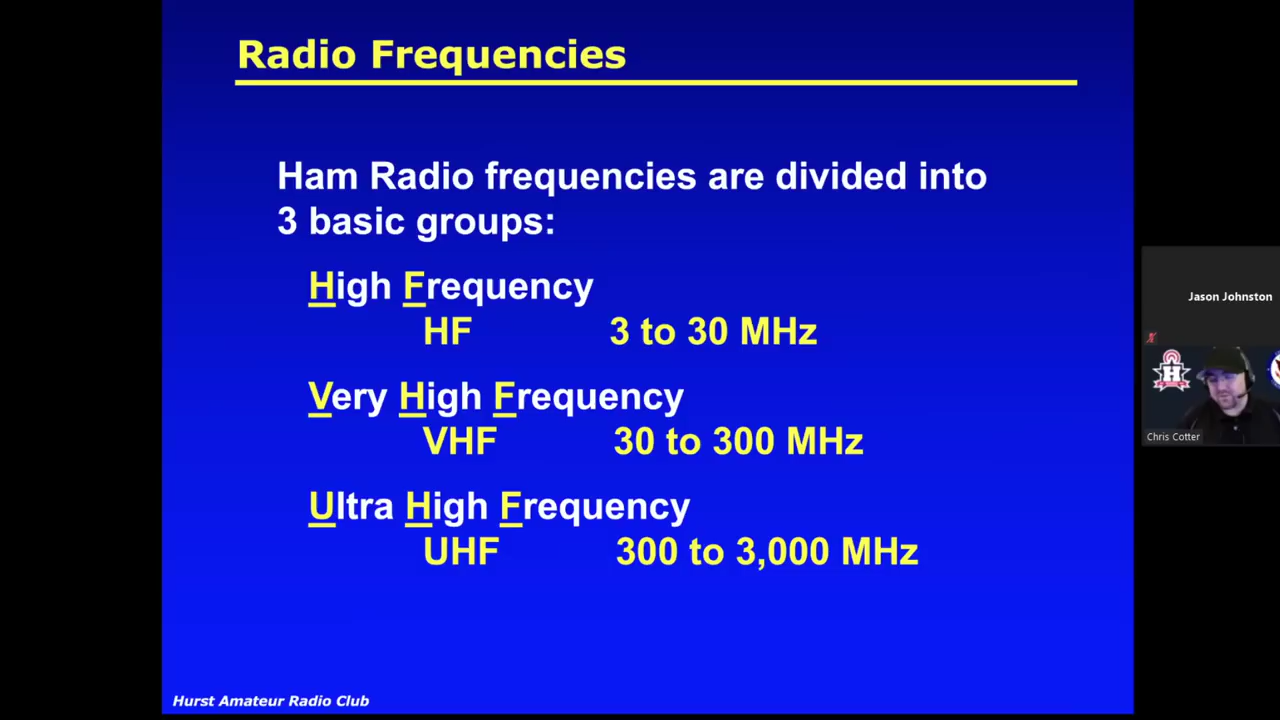 Radio Frequencies
Ham Radio frequencies are divided into
3 basic groups:
High Frequency
HF 3 to 30 MHz
Very High Frequency
VHF 30 to 300 MHz
Ultra High Frequency
UHF 300 to 3,000 MHz
Hurst Amateur Radio Club
Jason Johnston
H
Chris Cotter